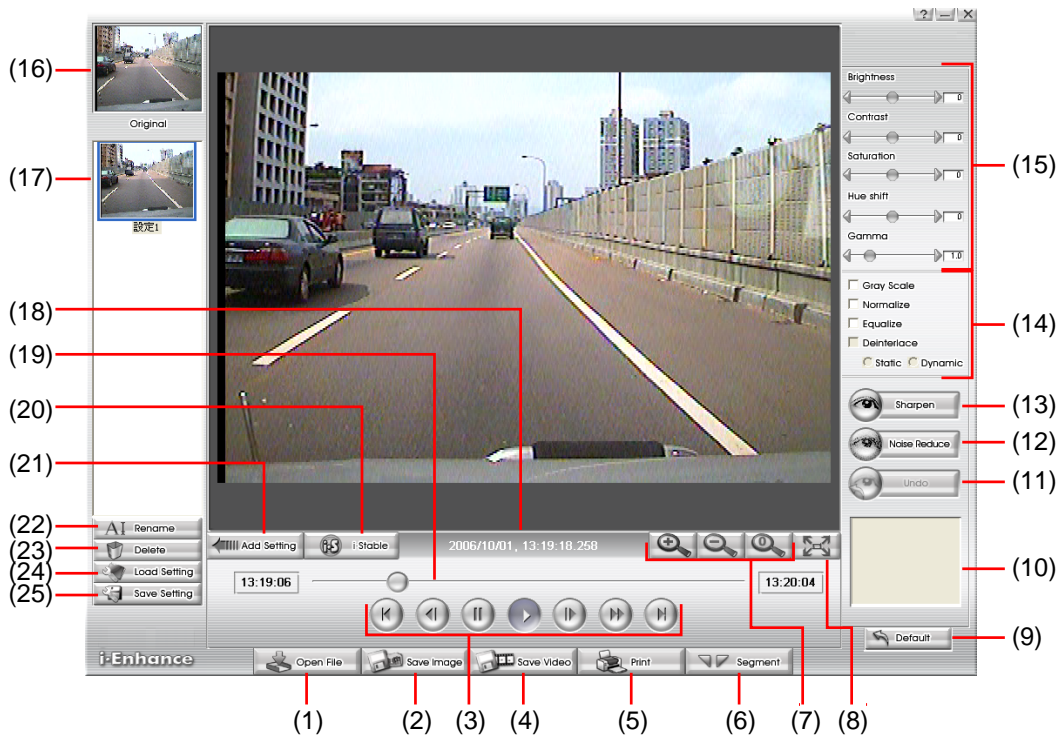 ? — X
(16)
Original
(17)
設定1
Brightness
0
Contrast
0
Saturation
0
Hue shift
0
Gamma
1.0
(15)
Gray Scale
Normalize
Equalize
Deinterlace
Static Dynamic
(14)
(18)
(19)
(20)
(21)
Sharpen
(13)
Noise Reduce
(12)
Undo
(11)
(22)
AI Rename
(23)
Delete
(24)
Load Setting
(25)
Save Setting
Add Setting
i-S i Stable
2006/10/01, 13:19:18.258
(10)
13:19:06
13:20:04
Default
(9)
i-Enhance
Open File
Save Image
Save Video
Print
Segment
(1)
(2)
(3)
(4)
(5)
(6)
(7)
(8)